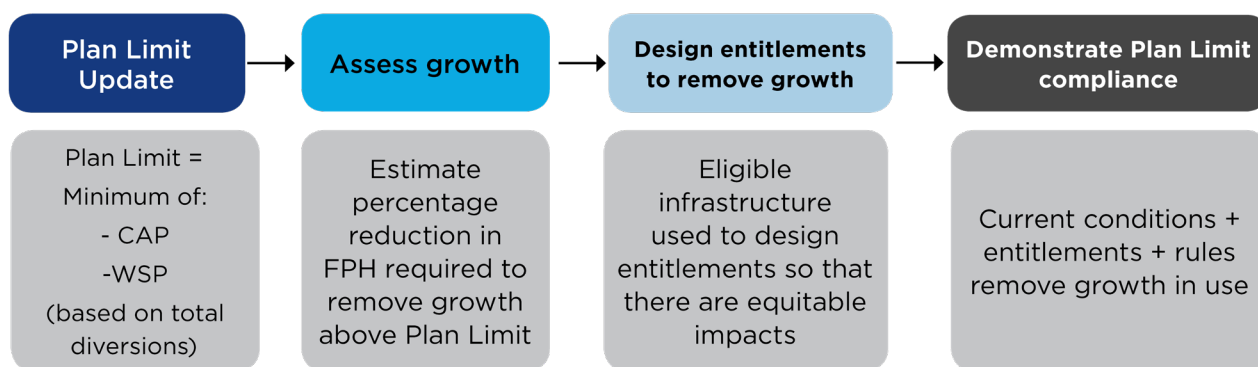 Plan Limit
Update
Assess growth
Design entitlements
to remove growth
Demonstrate Plan Limit
compliance
Plan Limit =
Minimum of:
- CAP
-WSP
(based on total
diversions)
Estimate
percentage
reduction in
FPH required to
remove growth
above Plan Limit
Eligible
infrastructure
used to design
entitlements so that
there are equitable
impacts
Current conditions +
entitlements + rules
remove growth in use